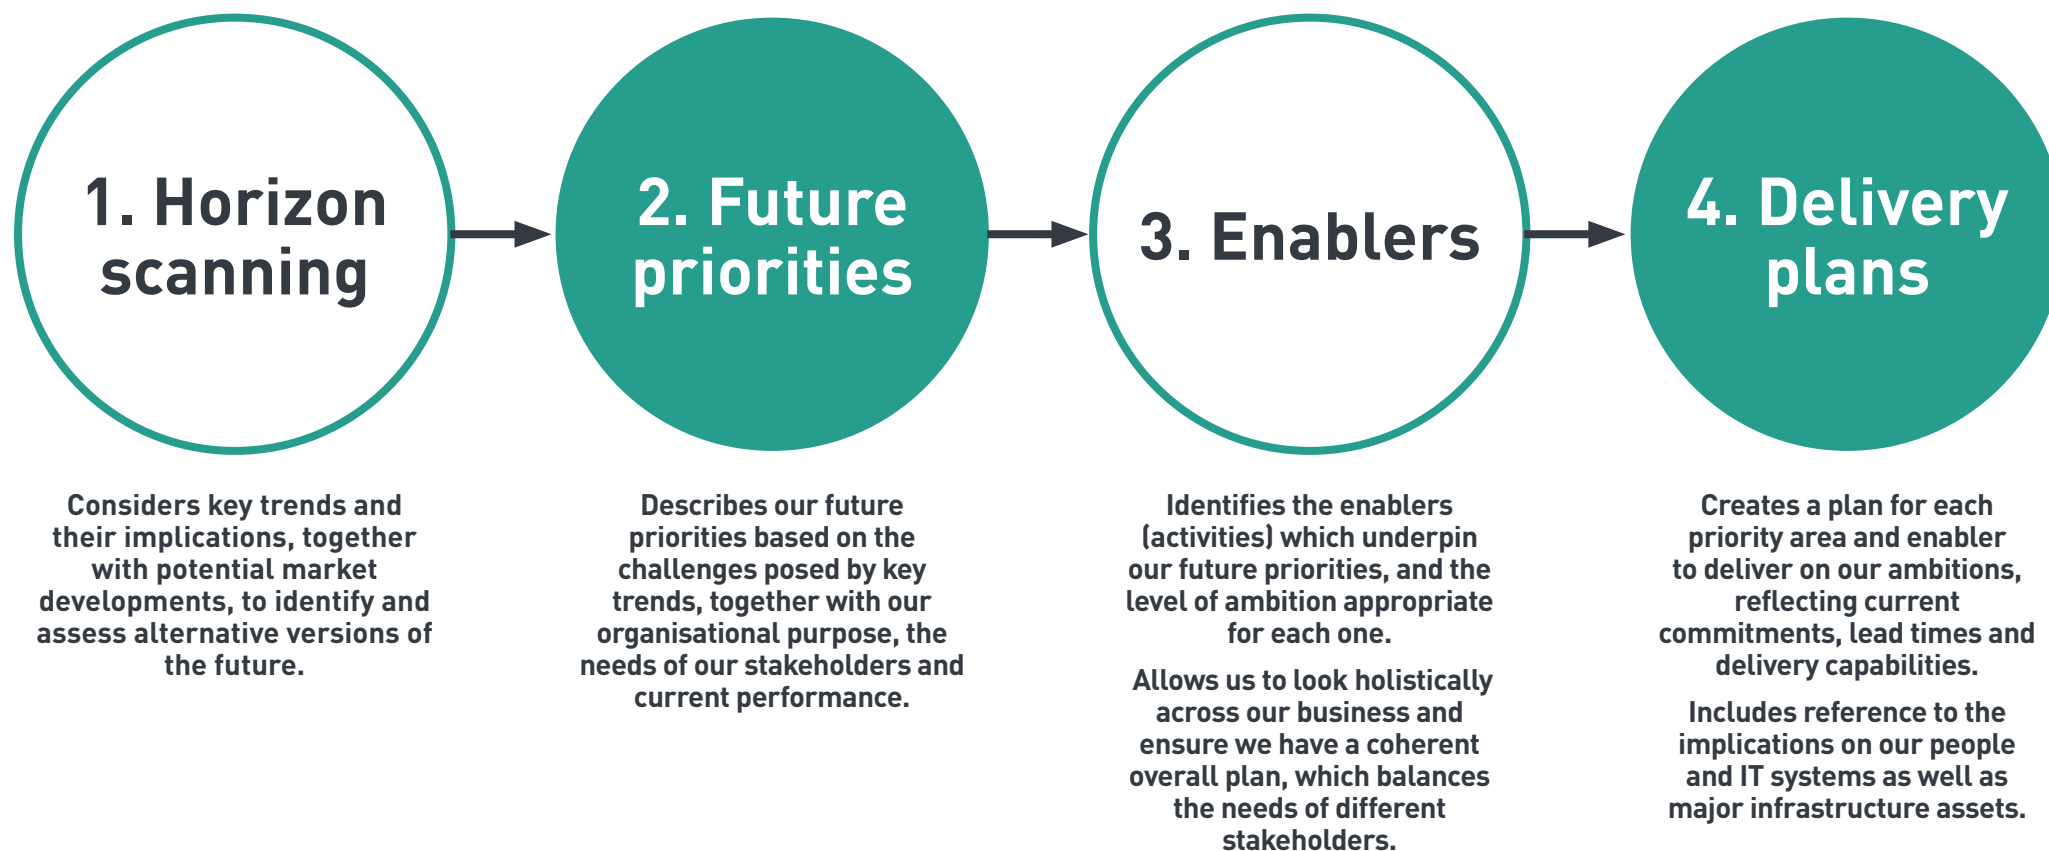 1. Horizon
scanning
Considers key trends and
their implications, together
with potential market
developments, to identify and
assess alternative versions of
the future.
2. Future
priorities
Describes our future
priorities based on the
challenges posed by key
trends, together with our
organisational purpose, the
needs of our stakeholders and
current performance.
3. Enablers
Identifies the enablers
(activities) which underpin
our future priorities, and the
level of ambition appropriate
for each one.
Allows us to look holistically
across our business and
ensure we have a coherent
overall plan, which balances
the needs of different
stakeholders.
4. Delivery
plans
Creates a plan for each
priority area and enabler
to deliver on our ambitions,
reflecting current
commitments, lead times and
delivery capabilities.
Includes reference to the
implications on our people
and IT systems as well as
major infrastructure assets.